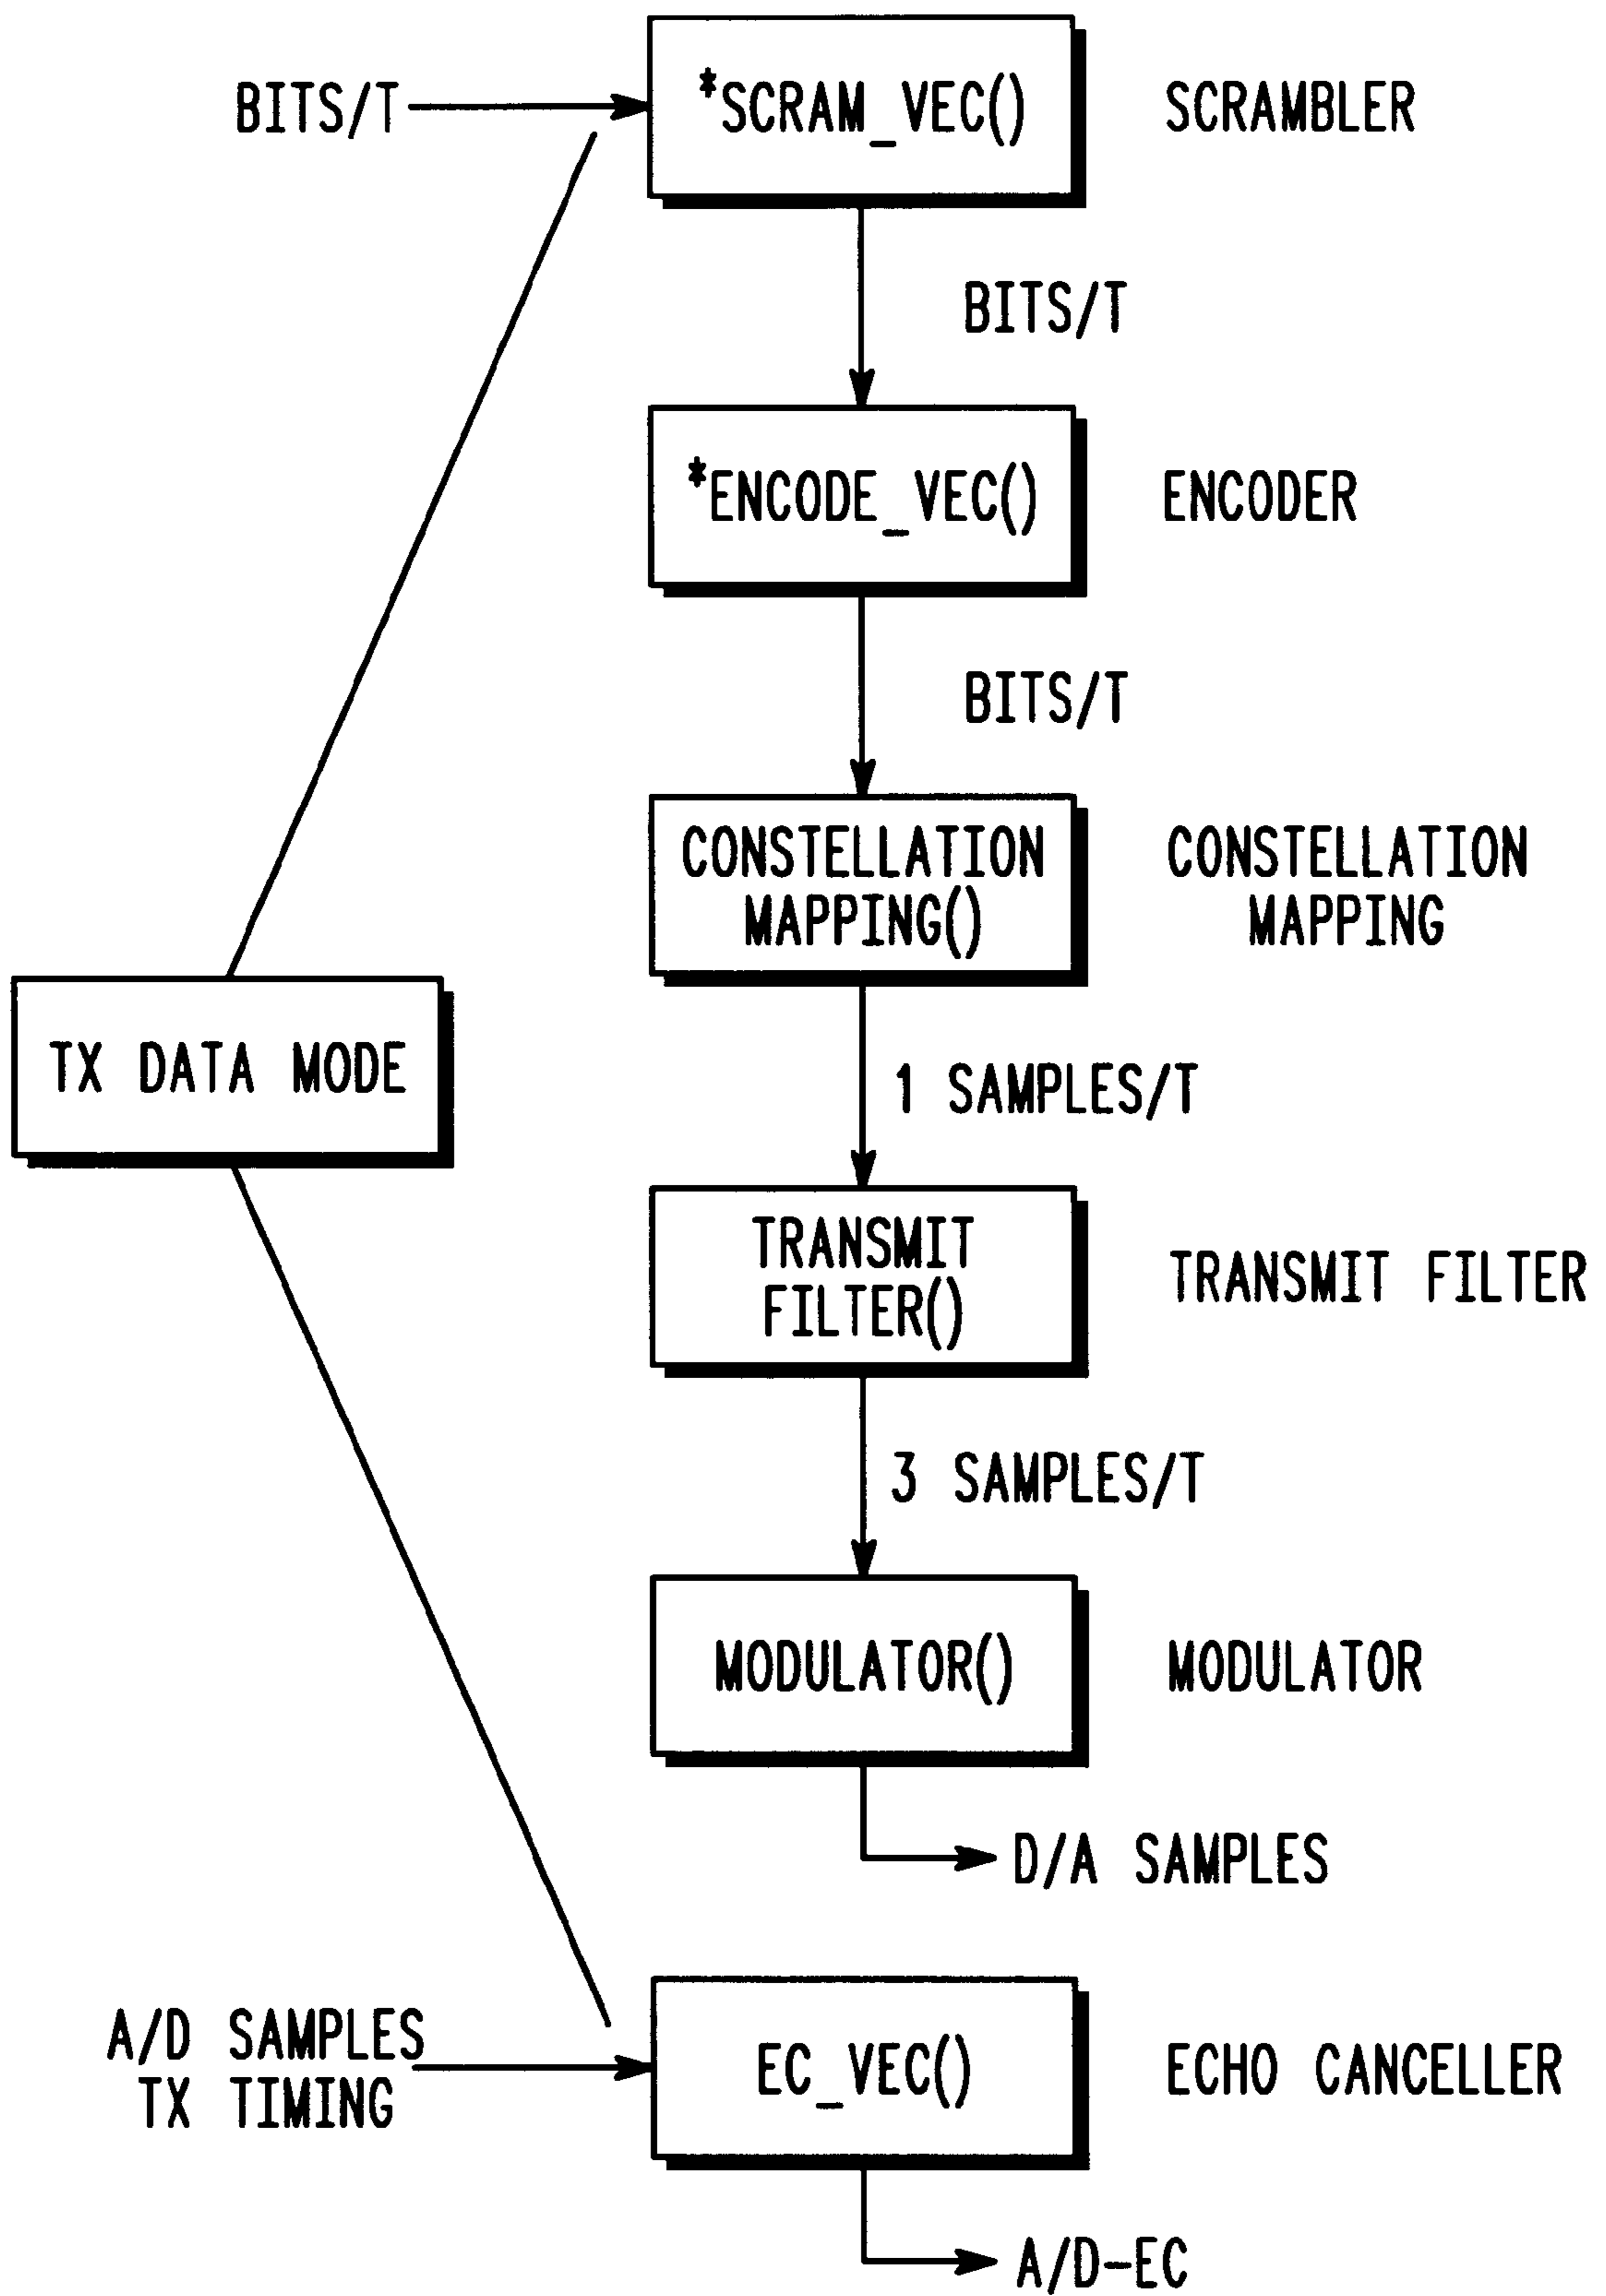 BITS/T
*SCRAM_VEC()
SCRAMBLER
BITS/T
*ENCODE_VEC()
ENCODER
BITS/T
CONSTELLATION
MAPPING()
CONSTELLATION
MAPPING
TX DATA MODE
1 SAMPLES/T
TRANSMIT
FILTER()
TRANSMIT FILTER
3 SAMPLES/T
MODULATOR()
MODULATOR
D/A SAMPLES
A/D SAMPLES
TX TIMING
EC_VEC()
ECHO CANCELLER
A/D-EC